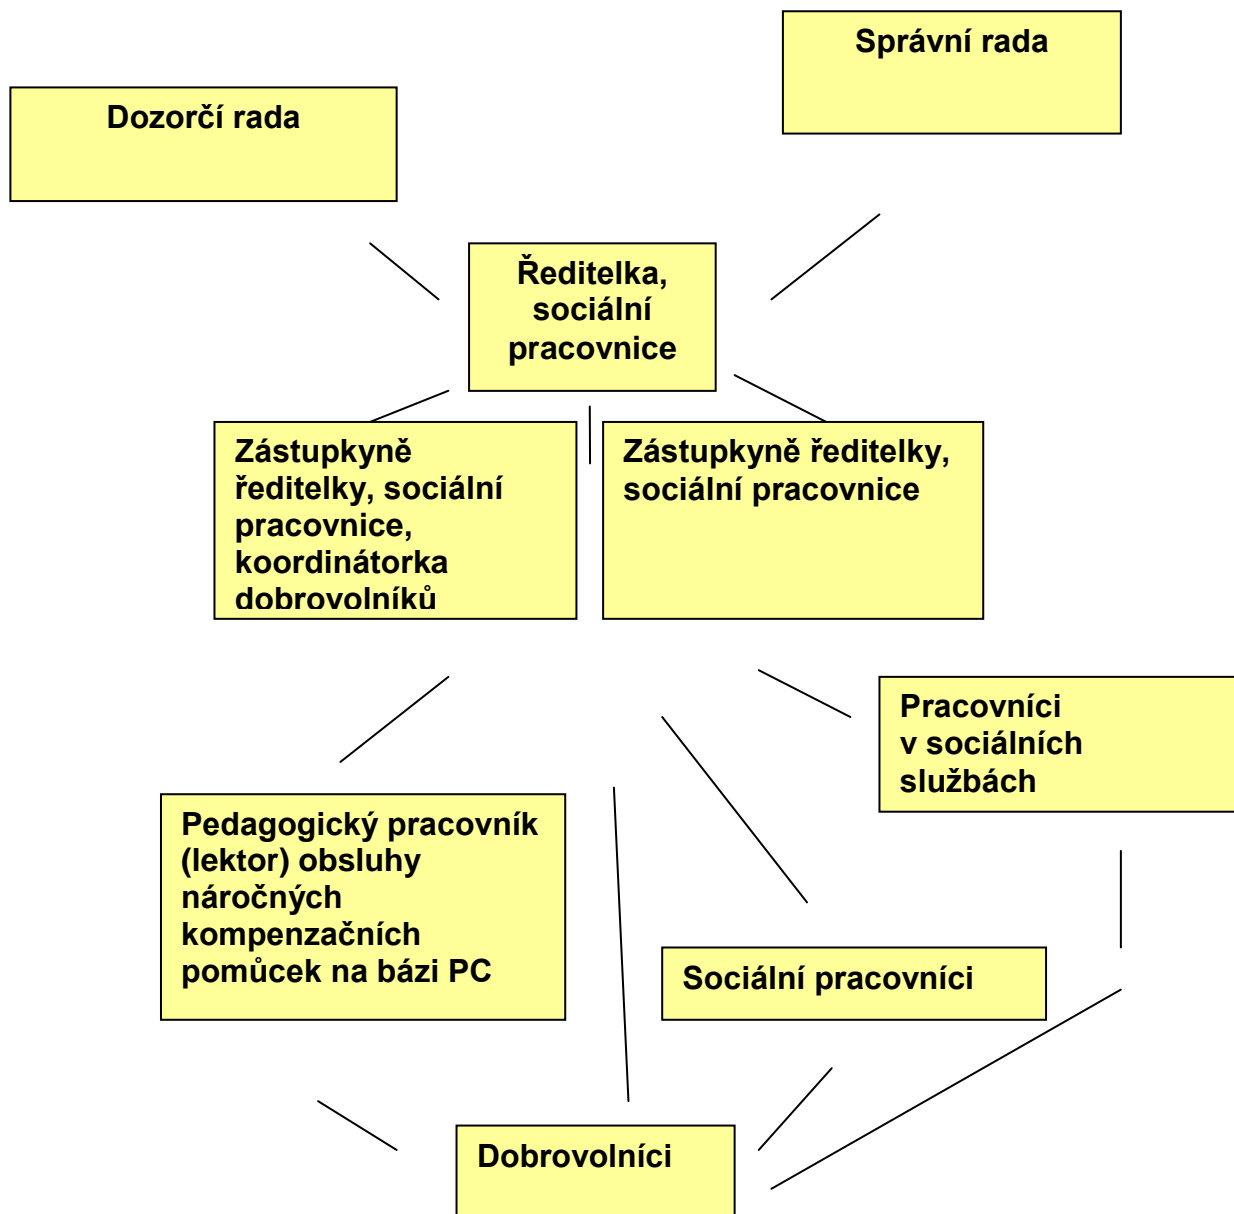 Správní rada
Dozorčí rada
Ředitelka,
sociální
pracovnice
Zástupkyně
ředitelky, sociální
pracovnice,
koordinátorka
dobrovolníků
Zástupkyně ředitelky,
sociální pracovnice
Pracovníci
v sociálních
službách
Pedagogický pracovník
(lektor) obsluhy
náročných
kompenzačních
pomůcek na bázi PC
Sociální pracovníci
Dobrovolníci